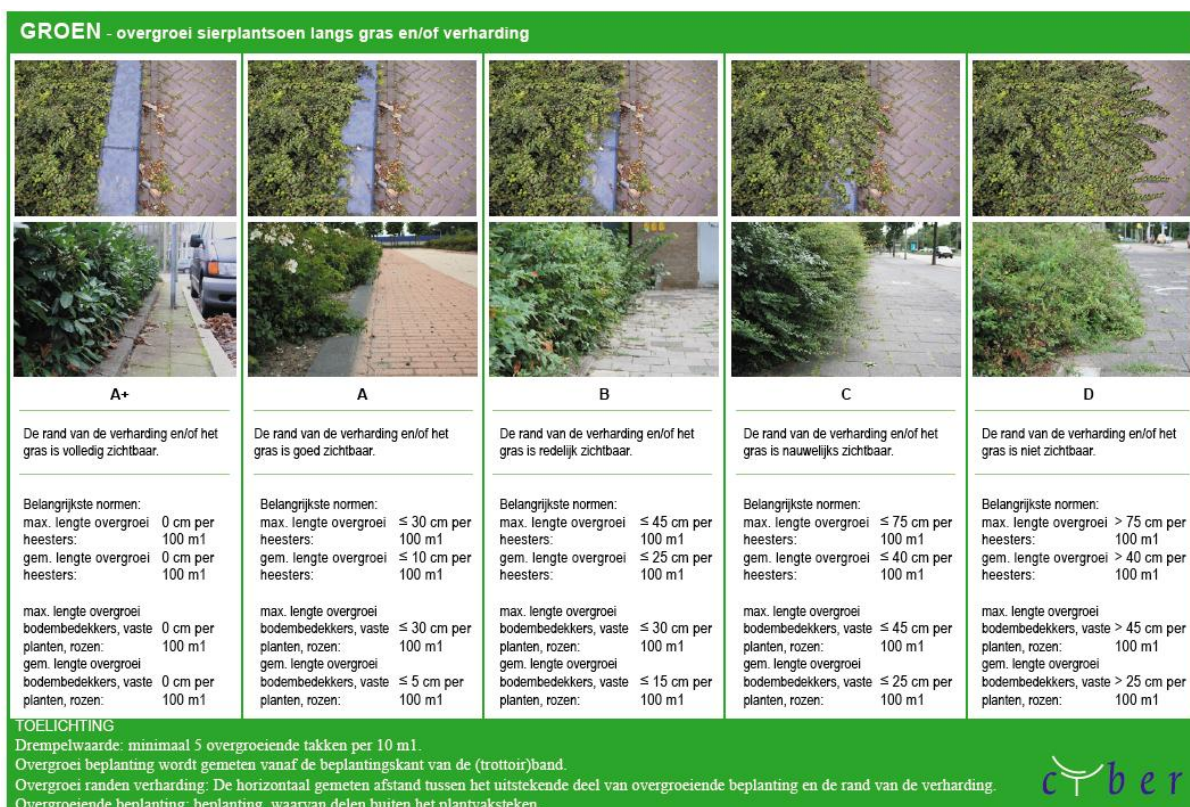 GROEN - overgroei sierplantsoen langs gras en/of verharding
A+
De rand van de verharding en/of het
gras is volledig zichtbaar.
Belangrijkste normen:
max. lengte overgroei 0 cm per
heesters: 100 m1
gem. lengte overgroei 0 cm per
heesters: 100 m1
max. lengte overgroei
bodembedekkers, vaste 0 cm per
planten, rozen: 100 m1
gem. lengte overgroei
bodembedekkers, vaste 0 cm per
planten, rozen: 100 m1
A
De rand van de verharding en/of het
gras is goed zichtbaar.
Belangrijkste normen:
max. lengte overgroei ≤ 30 cm per
heesters: 100 m1
gem. lengte overgroei ≤ 10 cm per
heesters: 100 m1
max. lengte overgroei
bodembedekkers, vaste ≤ 30 cm per
planten, rozen: 100 m1
gem. lengte overgroei
bodembedekkers, vaste ≤ 5 cm per
planten, rozen: 100 m1
B
De rand van de verharding en/of het
gras is redelijk zichtbaar.
Belangrijkste normen:
max. lengte overgroei ≤ 45 cm per
heesters: 100 m1
gem. lengte overgroei ≤ 25 cm per
heesters: 100 m1
max. lengte overgroei
bodembedekkers, vaste ≤ 30 cm per
planten, rozen: 100 m1
gem. lengte overgroei
bodembedekkers, vaste ≤ 15 cm per
planten, rozen: 100 m1
C
De rand van de verharding en/of het
gras is nauwelijks zichtbaar.
Belangrijkste normen:
max. lengte overgroei ≤ 75 cm per
heesters: 100 m1
gem. lengte overgroei ≤ 40 cm per
heesters: 100 m1
max. lengte overgroei
bodembedekkers, vaste ≤ 45 cm per
planten, rozen: 100 m1
gem. lengte overgroei
bodembedekkers, vaste ≤ 25 cm per
planten, rozen: 100 m1
D
De rand van de verharding en/of het
gras is niet zichtbaar.
Belangrijkste normen:
max. lengte overgroei > 75 cm per
heesters: 100 m1
gem. lengte overgroei > 40 cm per
heesters: 100 m1
max. lengte overgroei
bodembedekkers, vaste > 45 cm per
planten, rozen: 100 m1
gem. lengte overgroei
bodembedekkers, vaste > 25 cm per
planten, rozen: 100 m1
TOELICHTING
Drempelwaarde: minimaal 5 overgroeiende takken per 10 m1.
Overgroei beplanting wordt gemeten vanaf de beplantingskant van de (trottoir)band.
Overgroei randen verharding: De horizontaal gemeten afstand tussen het uitstekende deel van overgroeiende beplanting en de rand van de verharding.
Overgroeiende beplanting: beplanting, waarvan delen buiten het plantvaksteken.
cyber